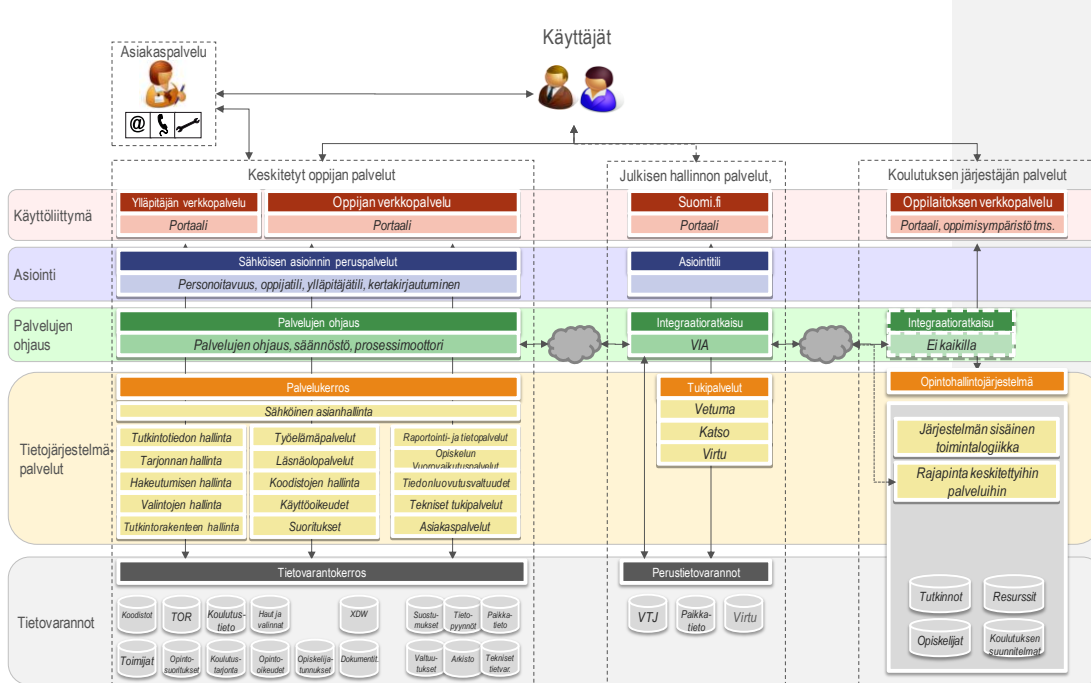 Käyttäjät
Asiakaspalvelu
@
Keskitetyt oppijan palvelut
Julkisen hallinnon palvelut,
Koulutuksen järjestäjän palvelut
Käyttöliittymä
Ylläpitäjän verkkopalvelu
Portaali
Oppijan verkkopalvelu
Portaali
Suomi.fi
Portaali
Oppilaitoksen verkkopalvelu
Portaali, oppimisympäristö tms.
Asiointi
Sähköisen asioinnin peruspalvelut
Personoitavuus, oppijatili, ylläpitäjätili, kertakirjautuminen
Asiointitili
Palvelujen
ohjaus
Palvelujen ohjaus
Palvelujen ohjaus, säännöstö, prosessimoottori
Integraatioratkaisu
VIA
Integraatioratkaisu
Ei kaikilla
Tietojärjestelmä-
palvelut
Palvelukerros
Sähköinen asianhallinta
Tutkintotiedon hallinta
Tarjonnan hallinta
Hakeutumisen hallinta
Valintojen hallinta
Tutkintorakenteen hallinta
Työelämäpalvelut
Läsnäolopalvelut
Koodistojen hallinta
Käyttöoikeudet
Suoritukset
Raportointi- ja tietopalvelut
Opiskelun
Vuorovaikutuspalvelut
Tiedonluovutusvaltuudet
Tekniset tukipalvelut
Asiakaspalvelut
Tukipalvelut
Vetuma
Katso
Virtu
Opintohallintojärjestelmä
Järjestelmän sisäinen
toimintalogiikka
Rajapinta keskitettyihin
palveluihin
Tietovarannot
Tietovarantokerros
Koodistot
TOR
Koulutus-
tieto
Haut ja
valinnat
XDW
Suostu-
mukset
Tieto-
pyynnöt
Paikka-
tieto
Toimijat
Opinto-
suoritukset
Koulutus-
tarjonta
Opinto-
oikeudet
Opiskelija-
tunnukset
Dokumentit.
Valtuu-
tukset
Arkisto
Tekniset
tietvar.
Perustietovarannot
VTJ
Paikka-
tieto
Virtu
Tutkinnot
Resurssit
Opiskelijat
Koulutuksen
suunnitelmat